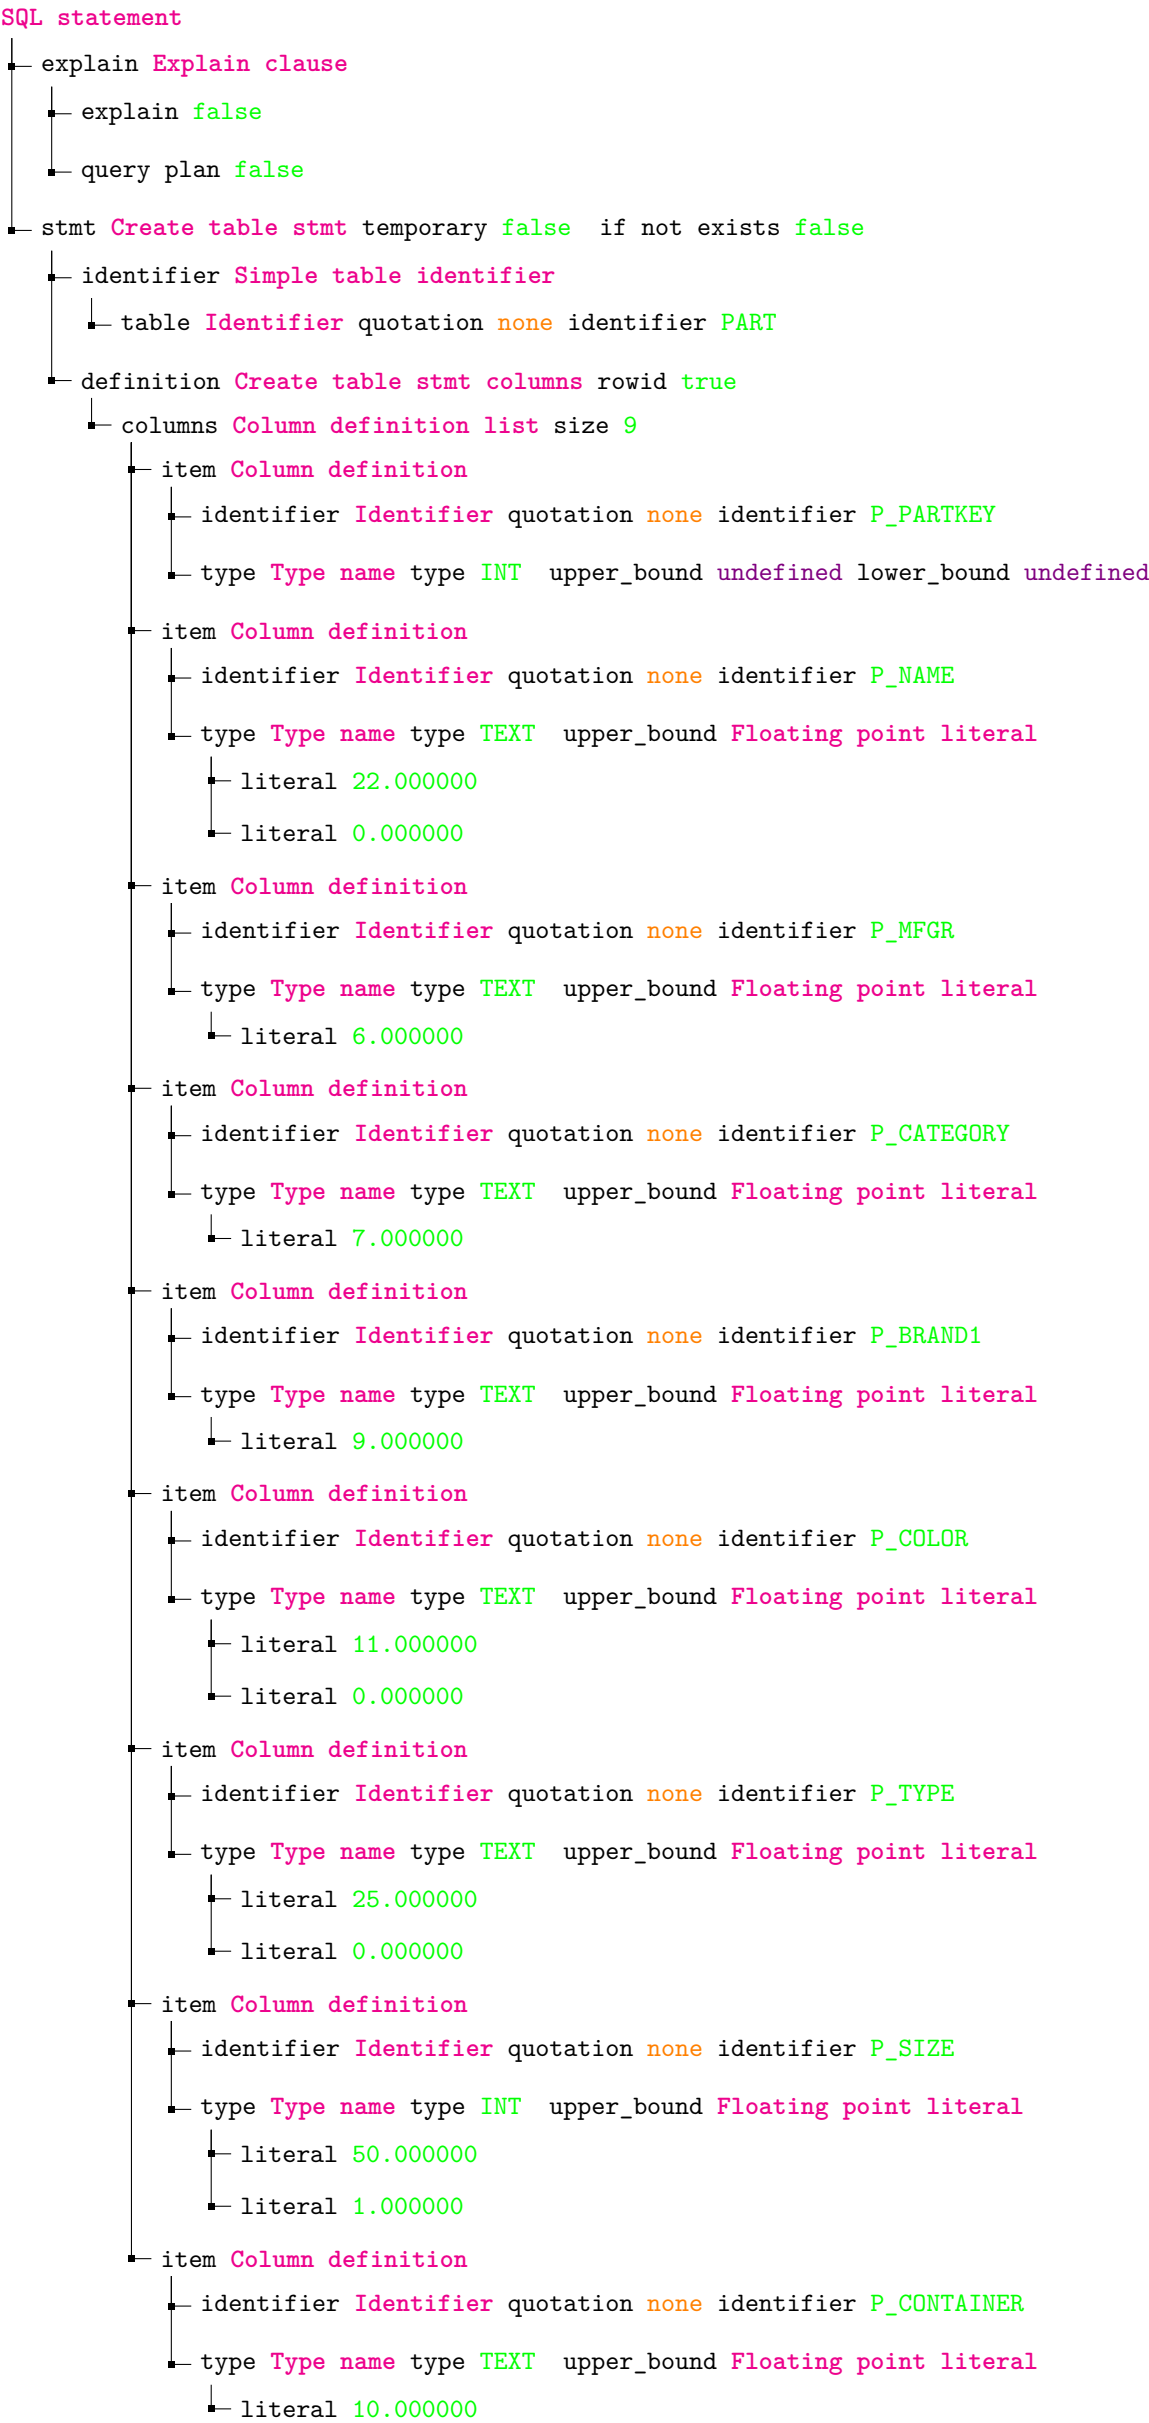 SQL statement
explain Explain clause
explain false
query plan false
stmt Create table stmt temporary false if not exists false
identifier Simple table identifier
table Identifier quotation none identifier PART
definition Create table stmt columns rowid true
columns Column definition list size 9
item Column definition
identifier Identifier quotation none identifier P_PARTKEY
type Type name type INT upper_bound undefined lower_bound undefined
item Column definition
identifier Identifier quotation none identifier P_NAME
type Type name type TEXT upper_bound Floating point literal
literal 22.000000
literal 0.000000
item Column definition
identifier Identifier quotation none identifier P_MFGR
type Type name type TEXT upper_bound Floating point literal
literal 6.000000
item Column definition
identifier Identifier quotation none identifier P_CATEGORY
type Type name type TEXT upper_bound Floating point literal
literal 7.000000
item Column definition
identifier Identifier quotation none identifier P_BRAND1
type Type name type TEXT upper_bound Floating point literal
literal 9.000000
item Column definition
identifier Identifier quotation none identifier P_COLOR
type Type name type TEXT upper_bound Floating point literal
literal 11.000000
literal 0.000000
item Column definition
identifier Identifier quotation none identifier P_TYPE
type Type name type TEXT upper_bound Floating point literal
literal 25.000000
literal 0.000000
item Column definition
identifier Identifier quotation none identifier P_SIZE
type Type name type INT upper_bound Floating point literal
literal 50.000000
literal 1.000000
item Column definition
identifier Identifier quotation none identifier P_CONTAINER
type Type name type TEXT upper_bound Floating point literal
literal 10.000000